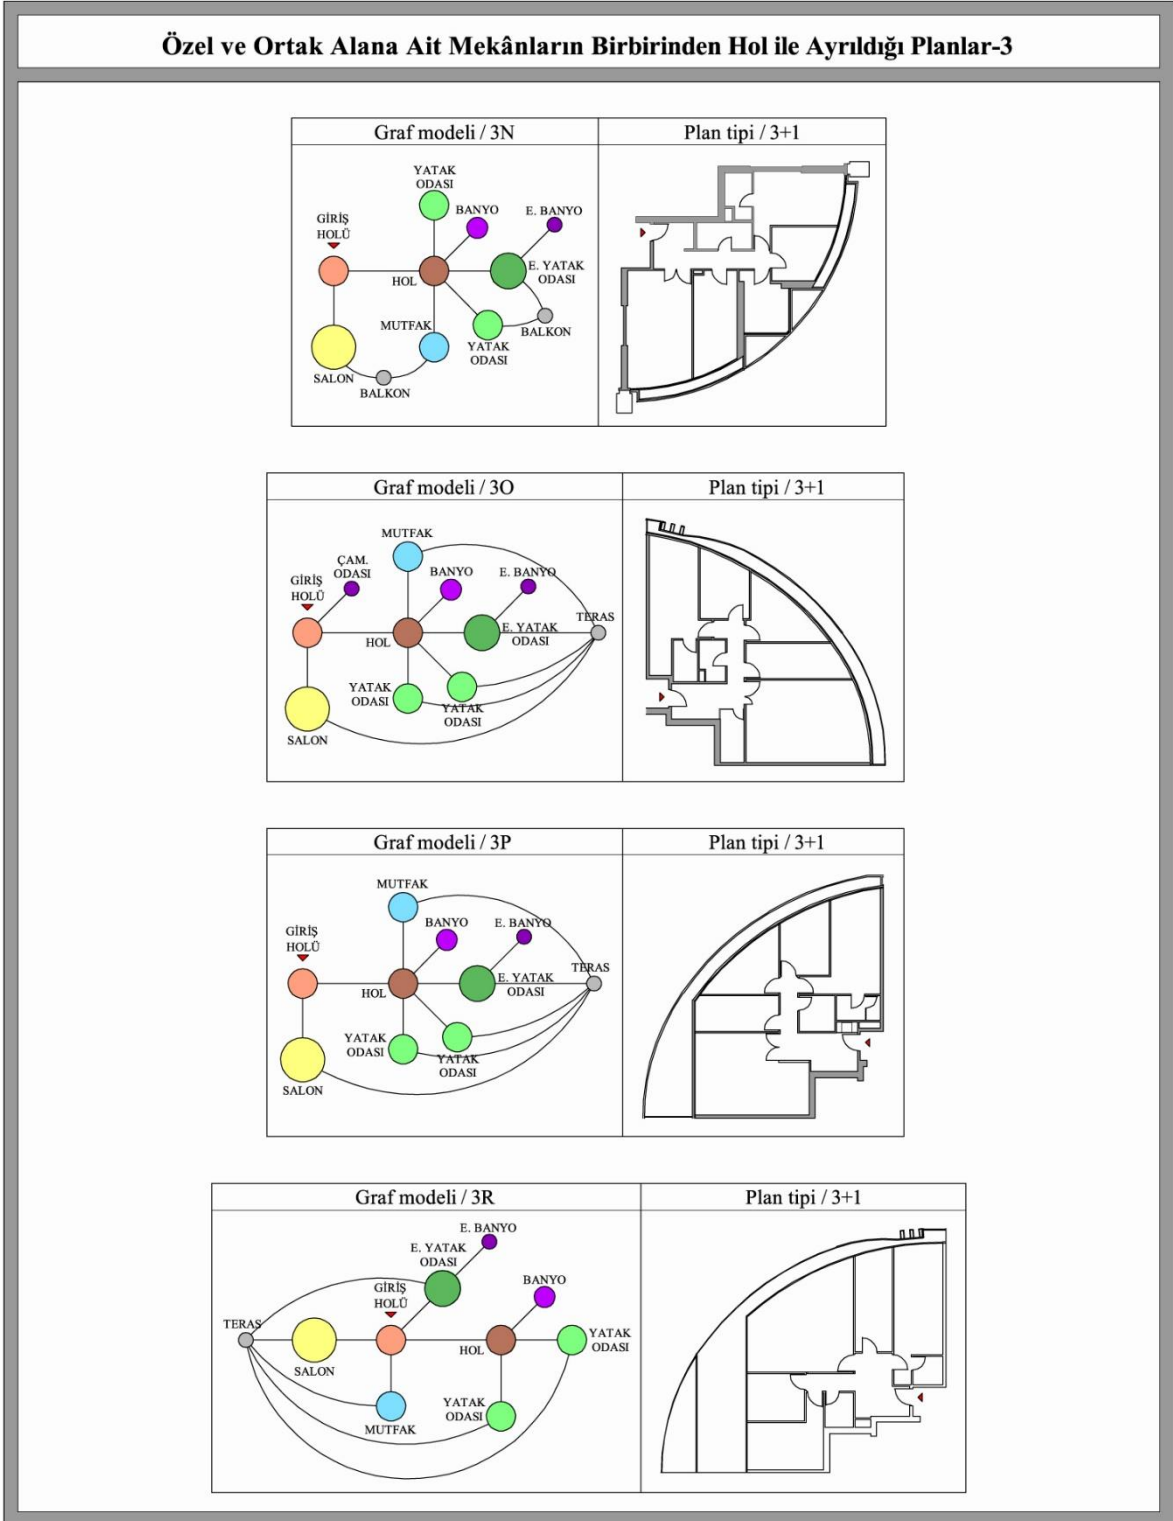 Özel ve Ortak Alana Ait Mekânların Birbirinden Hol ile Ayrıldığı Planlar-3
Graf modeli / 3N
Plan tipi / 3+1
YATAK
ODASI
BANYO
E. BANYO
GİRİŞ
HOLÜ
HOL
E. YATAK
ODASI
MUTFAK
YATAK
ODASI
BALKON
SALON
BALKON
Graf modeli / 3O
Plan tipi / 3+1
MUTFAK
ÇAM.
ODASI
GİRİŞ
HOLÜ
BANYO
E. BANYO
TERAS
HOL
E. YATAK
ODASI
YATAK
ODASI
YATAK
ODASI
SALON
Graf modeli / 3P
Plan tipi / 3+1
MUTFAK
BANYO
E. BANYO
GİRİŞ
HOLÜ
TERAS
HOL
E. YATAK
ODASI
YATAK
ODASI
YATAK
ODASI
SALON
Graf modeli / 3R
Plan tipi / 3+1
E. BANYO
E. YATAK
ODASI
GİRİŞ
HOLÜ
BANYO
TERAS
SALON
HOL
YATAK
ODASI
YATAK
ODASI
MUTFAK